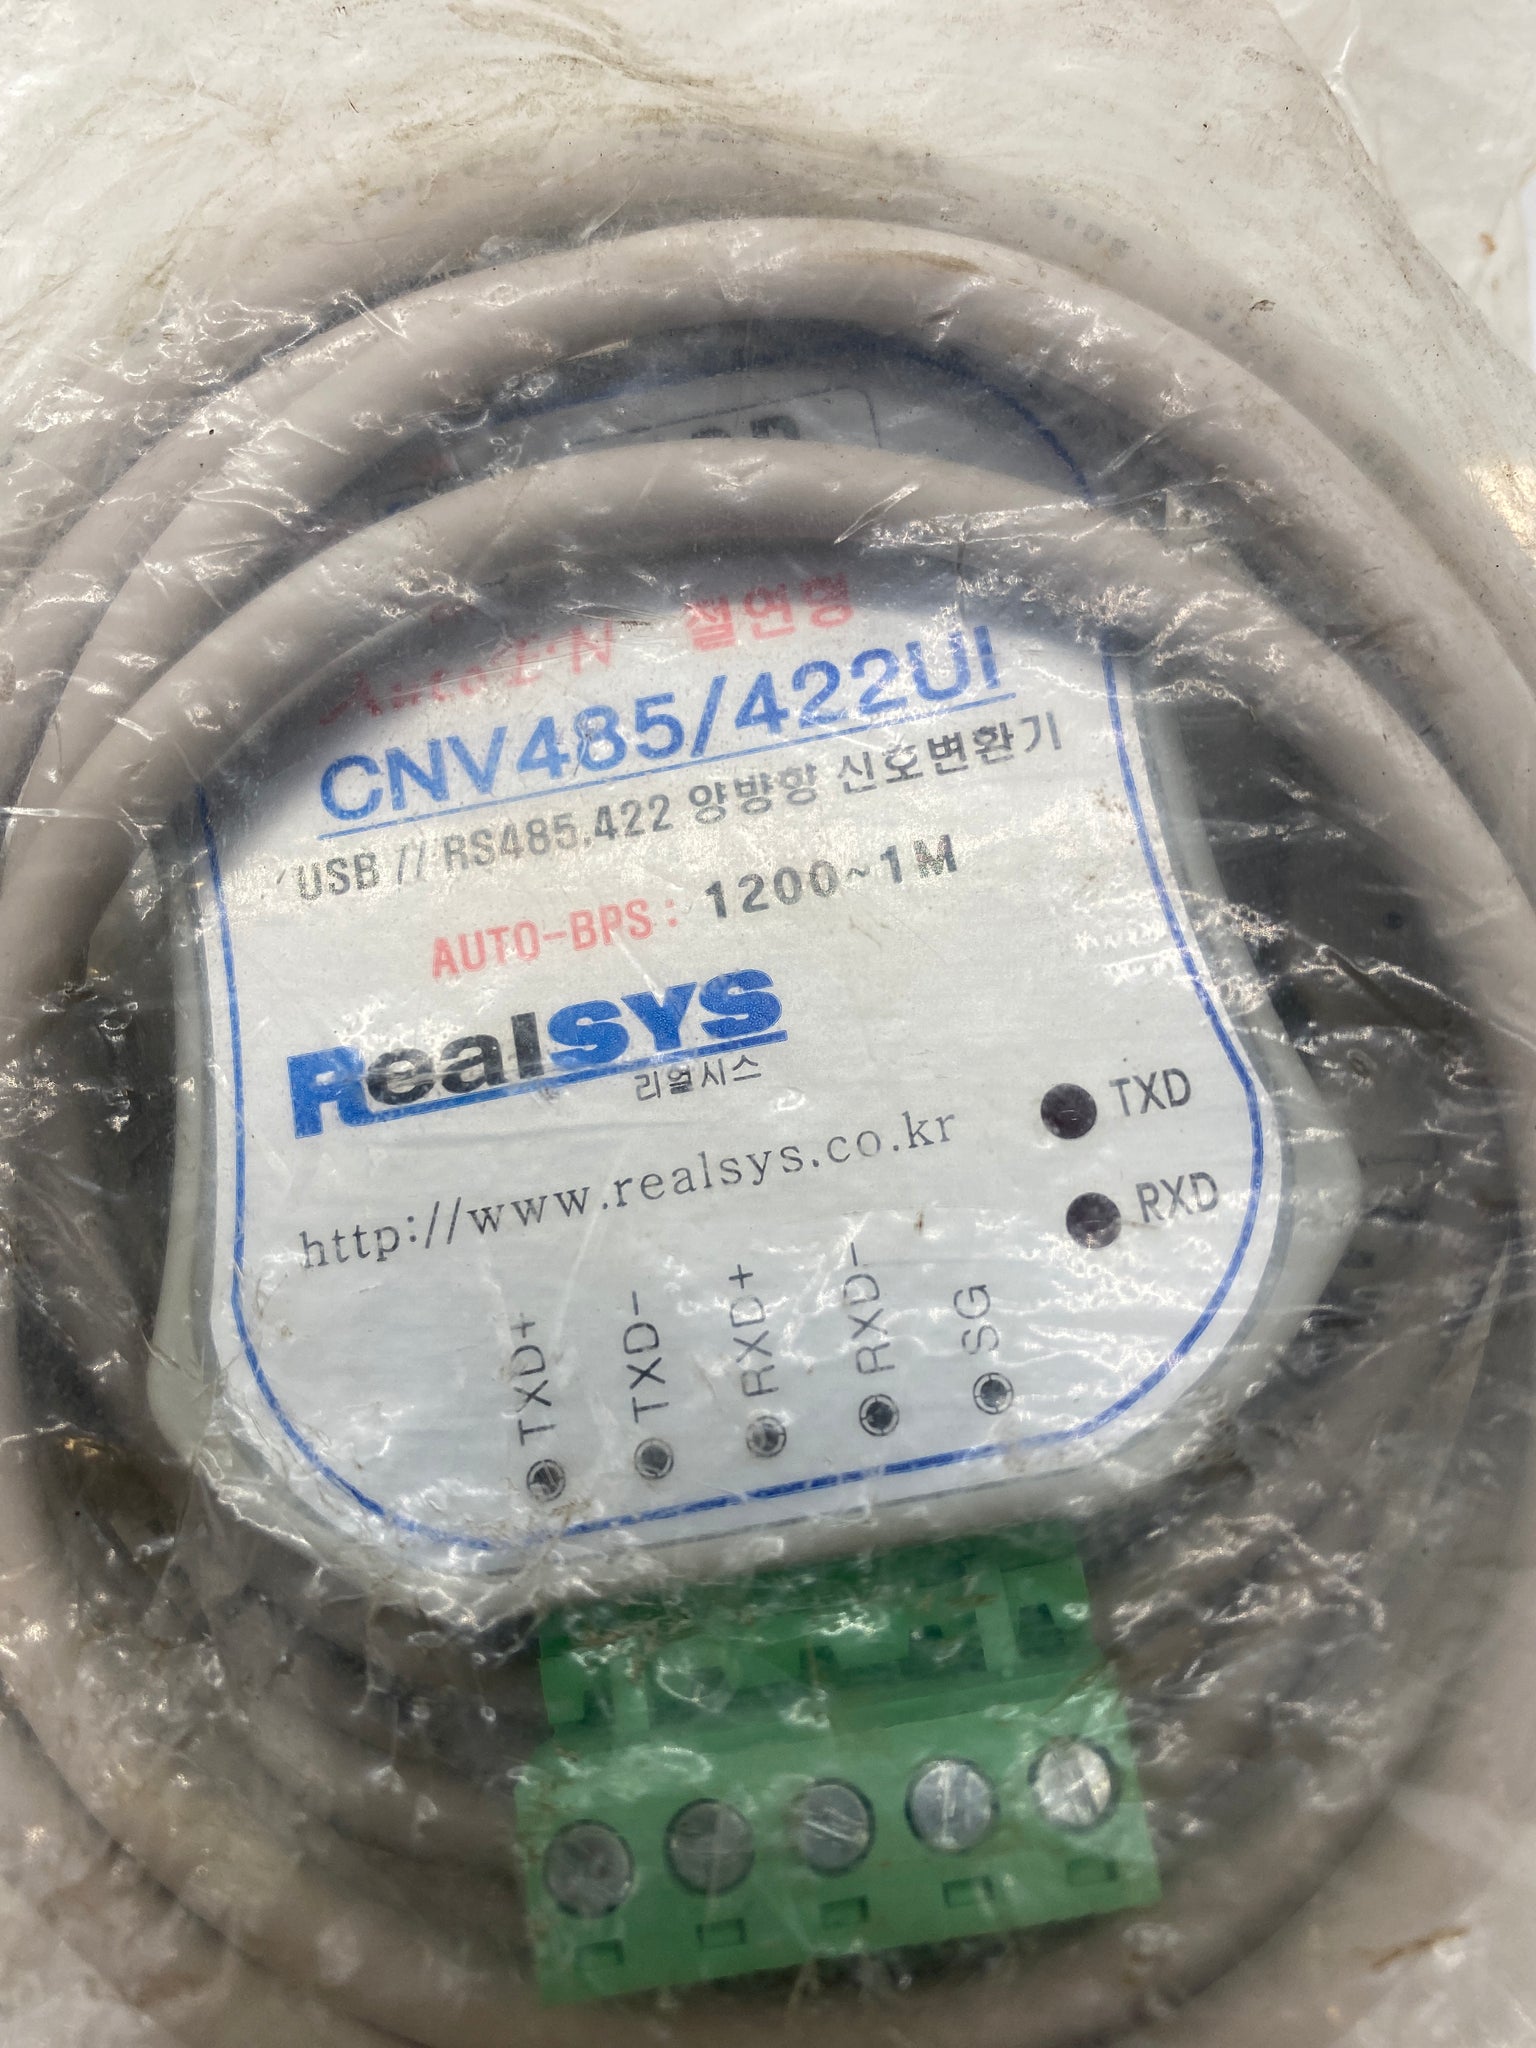 절연형
CNV485/422UI
USB // RS485.422 양방향 신호변환기
AUTO-BPS : 1200~1M
RealSYS
리얼시스
http://www.realsys.co.kr
TXD
RXD
TXD+ TXD- RXD+ RXD- SG